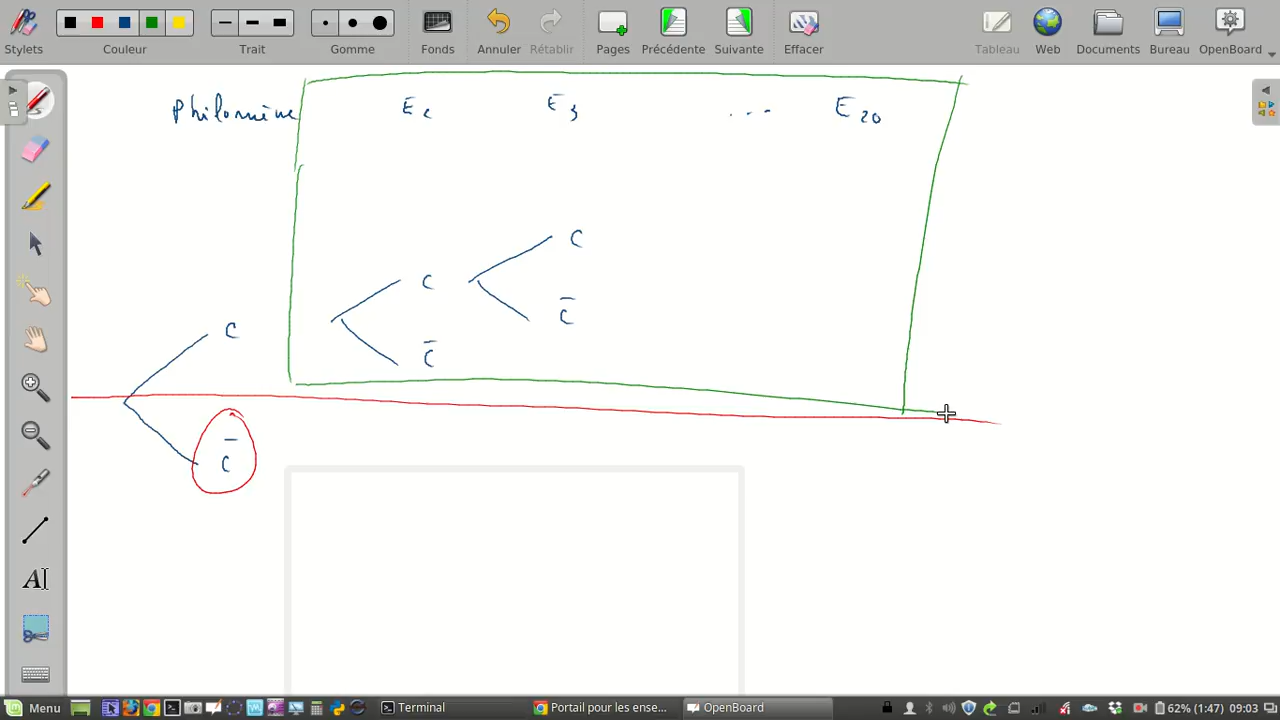 Stylets Couleur Trait Gomme Fonds Annuler Rétablir Pages Précédente Suivante Effacer Tableau Web Documents Bureau OpenBoard
Philomène E2 E3 ... E20
C
C
C̄
C
C̄
C̄
A
Menu Terminal Portail pour les ense... OpenBoard 62% (1:47) 09:03